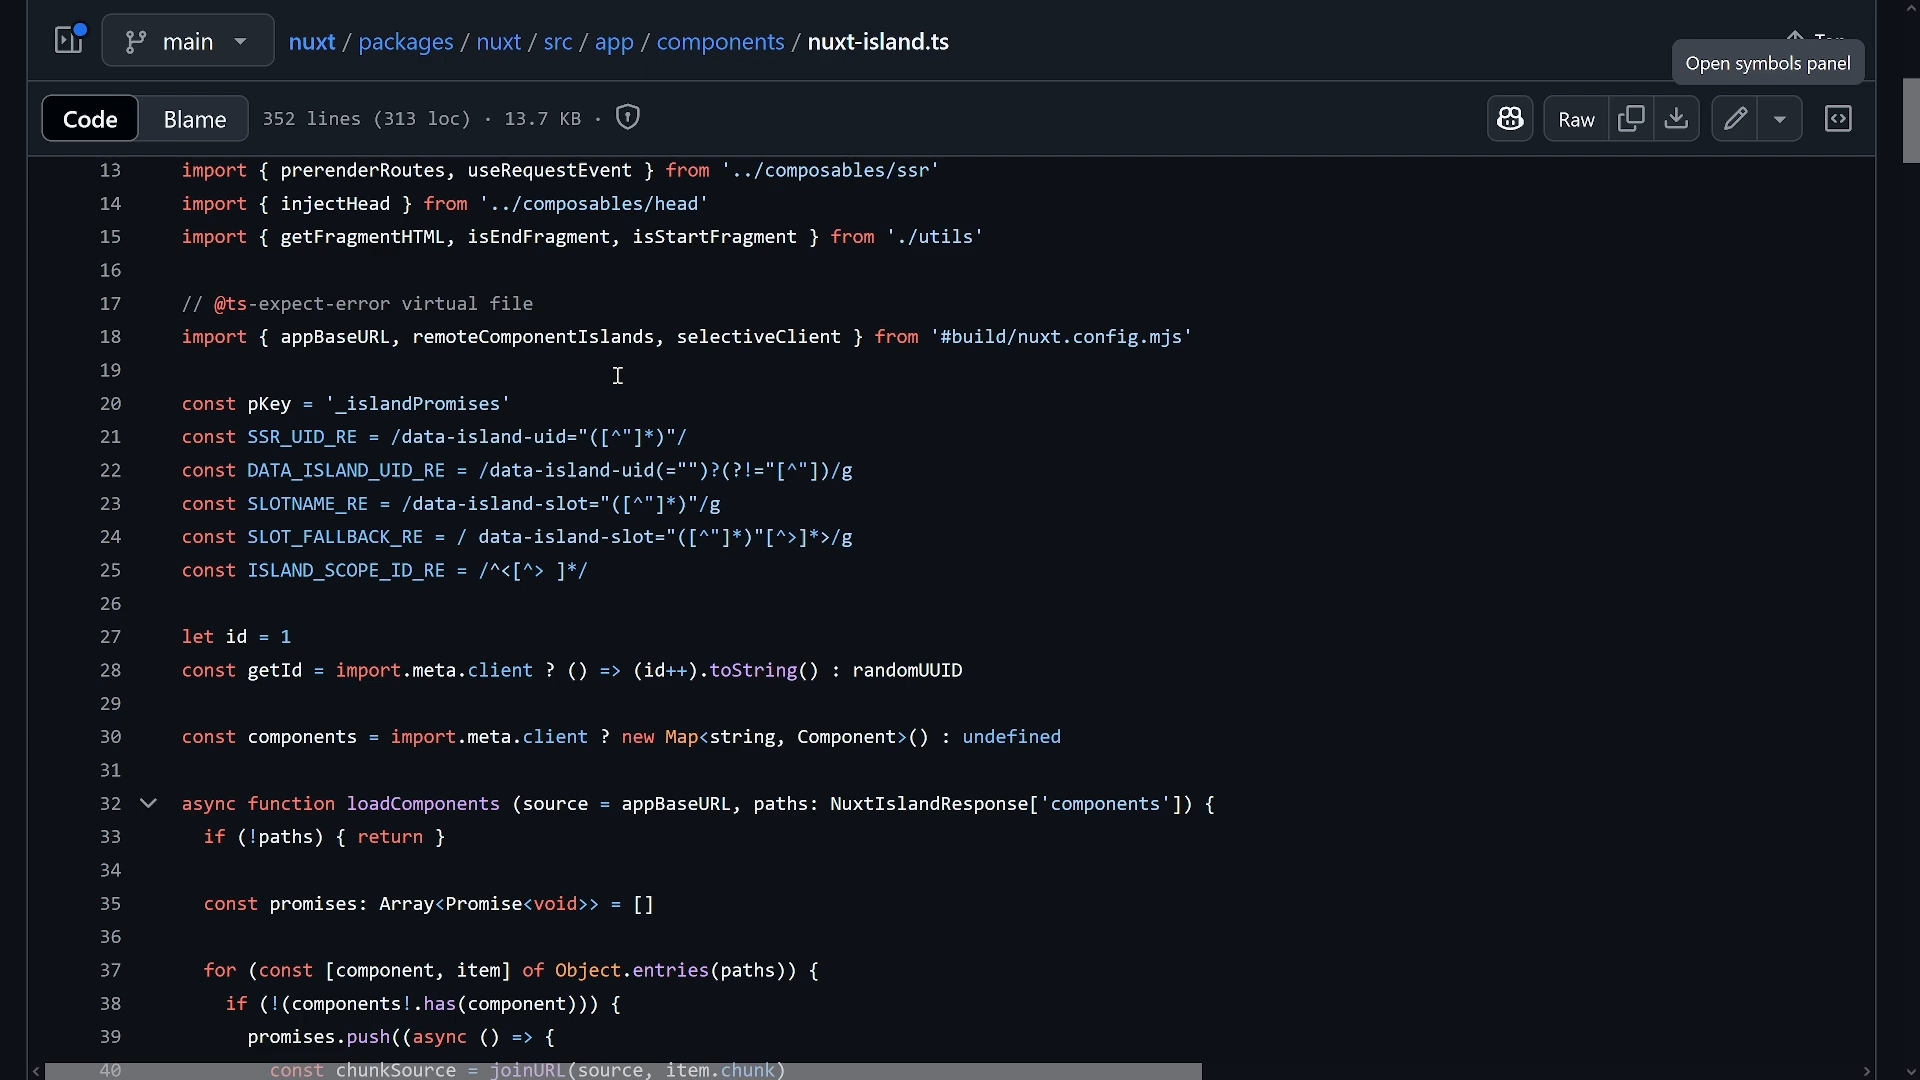 main
nuxt / packages / nuxt / src / app / components / nuxt-island.ts
Open symbols panel
Code Blame 352 lines (313 loc) · 13.7 KB · Raw
13 import { prerenderRoutes, useRequestEvent } from '../composables/ssr'
14 import { injectHead } from '../composables/head'
15 import { getFragmentHTML, isEndFragment, isStartFragment } from './utils'
16
17 // @ts-expect-error virtual file
18 import { appBaseURL, remoteComponentIslands, selectiveClient } from '#build/nuxt.config.mjs'
19
20 const pKey = '_islandPromises'
21 const SSR_UID_RE = /data-island-uid="([^"]*)"/
22 const DATA_ISLAND_UID_RE = /data-island-uid(="")?(?!="[^"])/g
23 const SLOTNAME_RE = /data-island-slot="([^"]*)"/g
24 const SLOT_FALLBACK_RE = / data-island-slot="([^"]*)"[^>]*>/g
25 const ISLAND_SCOPE_ID_RE = /^<[^> ]*/
26
27 let id = 1
28 const getId = import.meta.client ? () => (id++).toString() : randomUUID
29
30 const components = import.meta.client ? new Map<string, Component>() : undefined
31
32 async function loadComponents (source = appBaseURL, paths: NuxtIslandResponse['components']) {
33 if (!paths) { return }
34
35 const promises: Array<Promise<void>> = []
36
37 for (const [component, item] of Object.entries(paths)) {
38 if (!(components!.has(component))) {
39 promises.push((async () => {
40 const chunkSource = joinURL(source, item.chunk)